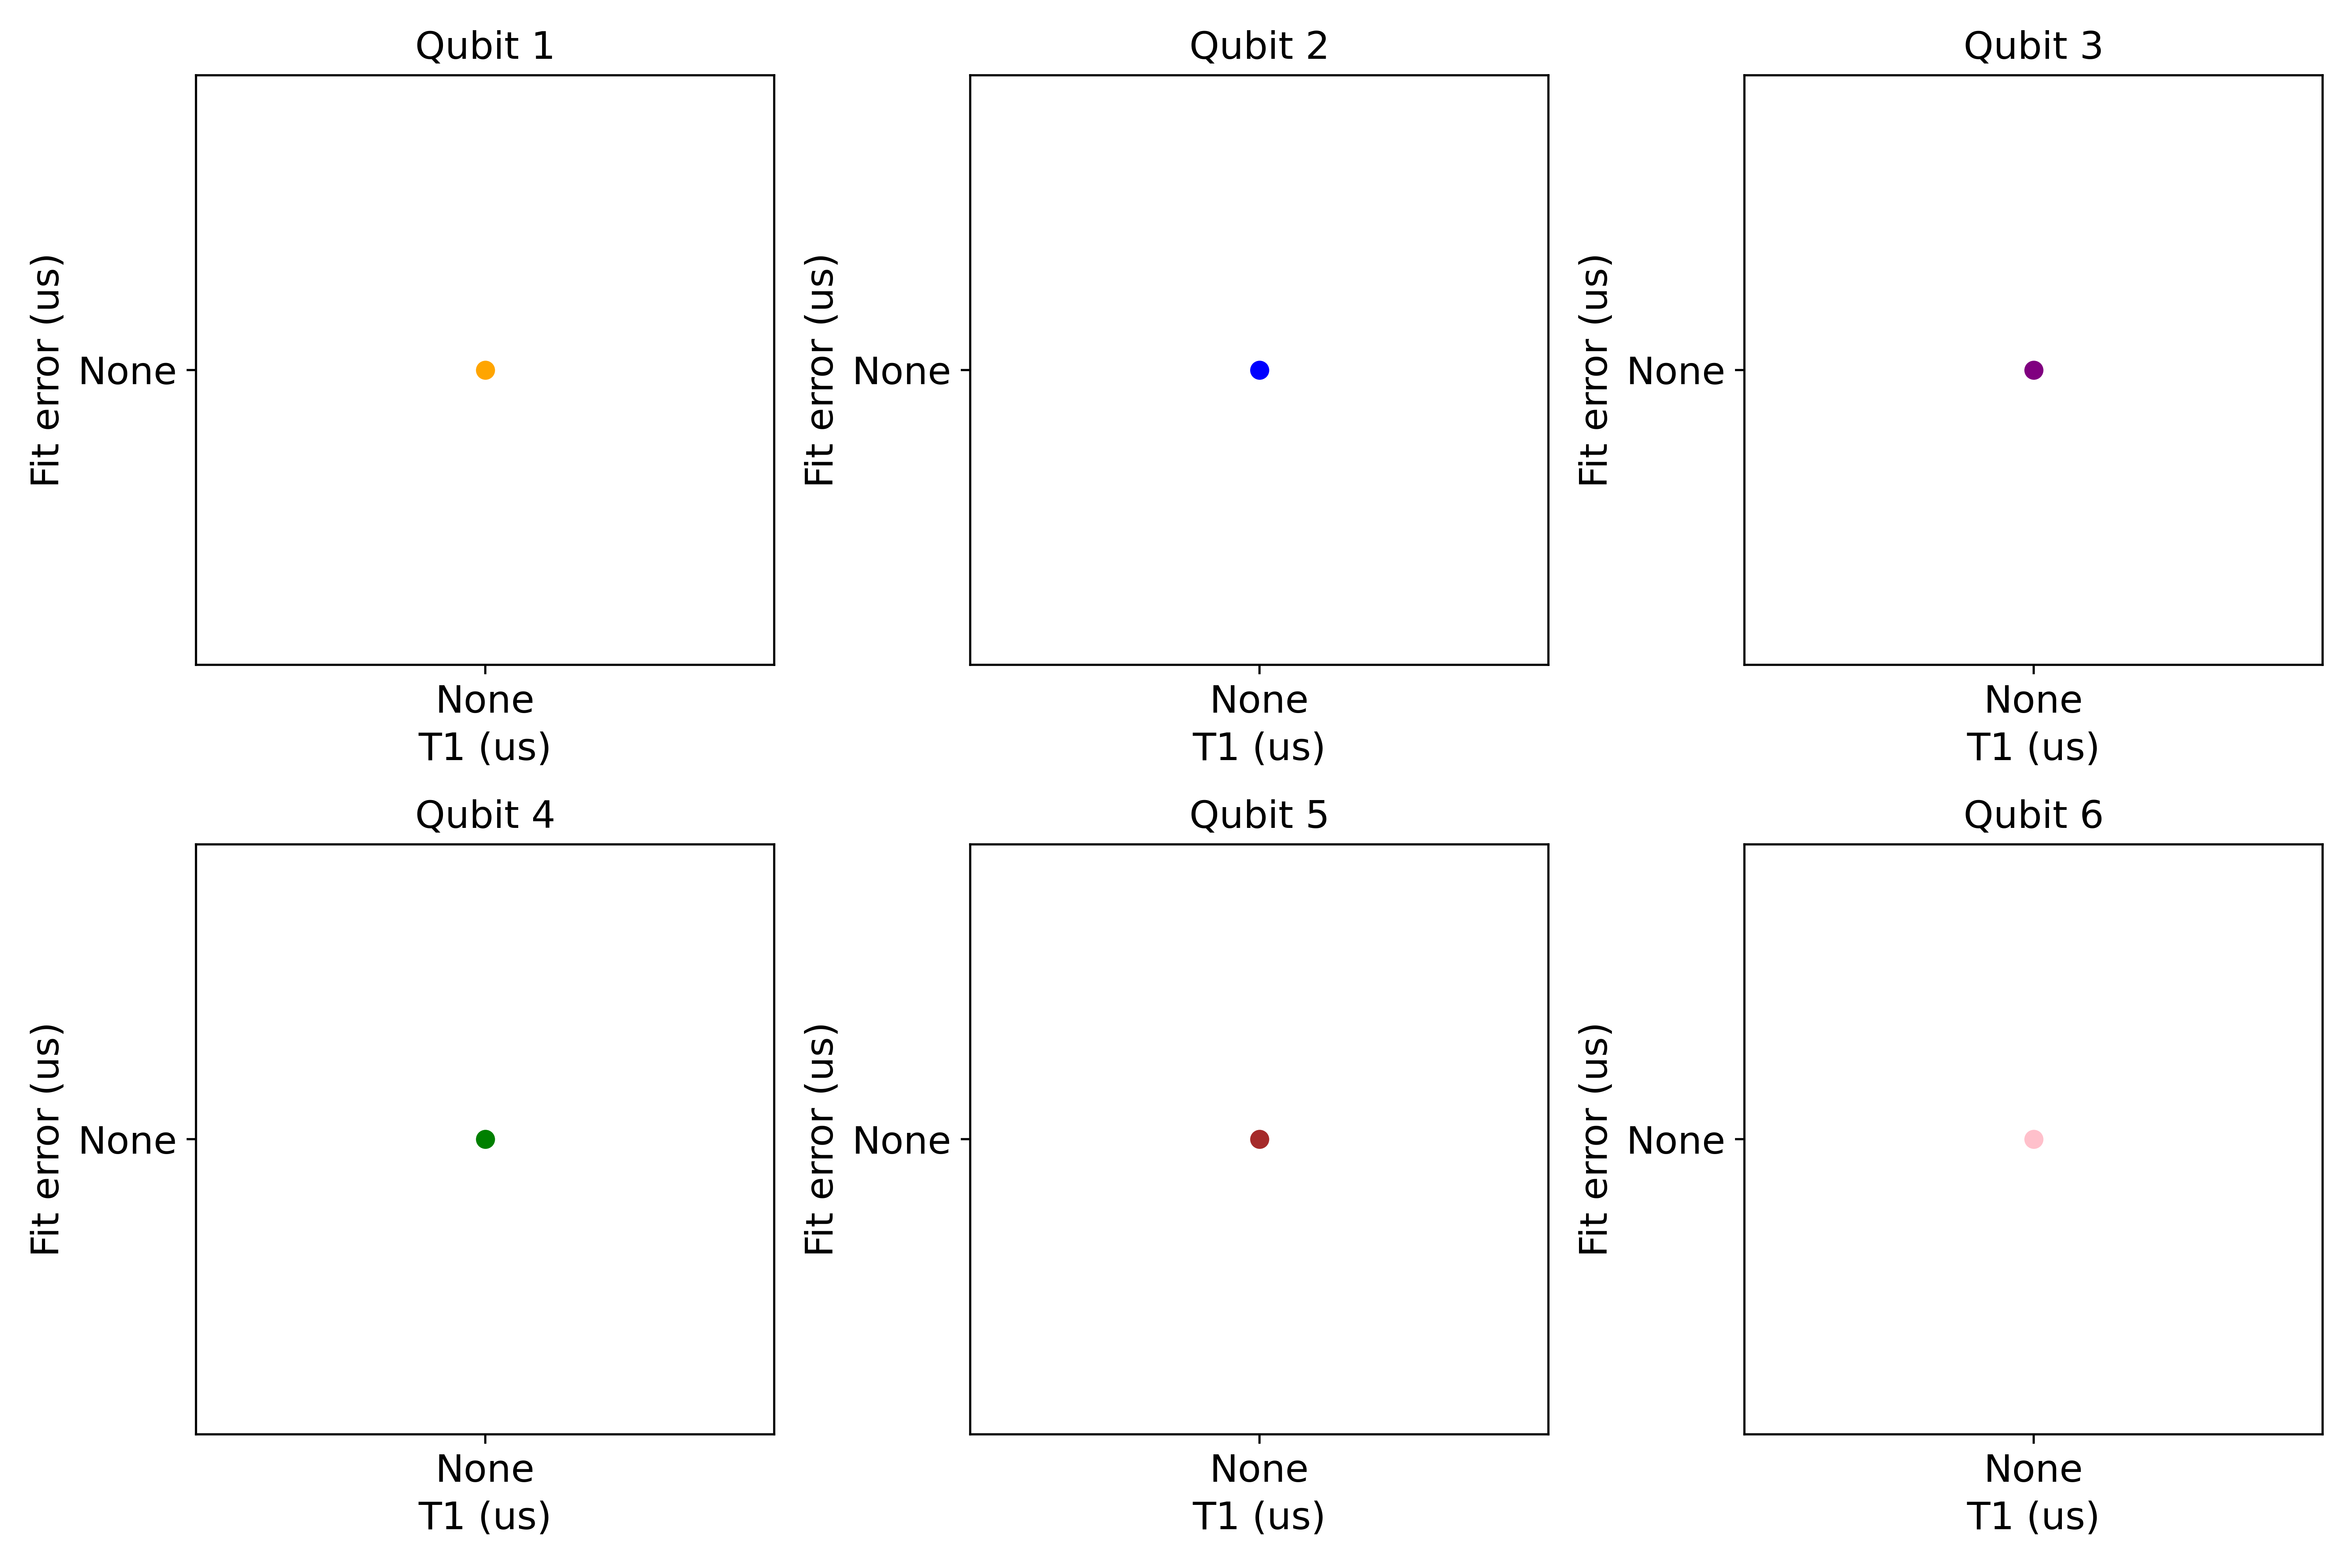 Qubit 1
Fit error (us)
None
None
T1 (us)
Qubit 2
Fit error (us)
None
None
T1 (us)
Qubit 3
Fit error (us)
None
None
T1 (us)
Qubit 4
Fit error (us)
None
None
T1 (us)
Qubit 5
Fit error (us)
None
None
T1 (us)
Qubit 6
Fit error (us)
None
None
T1 (us)